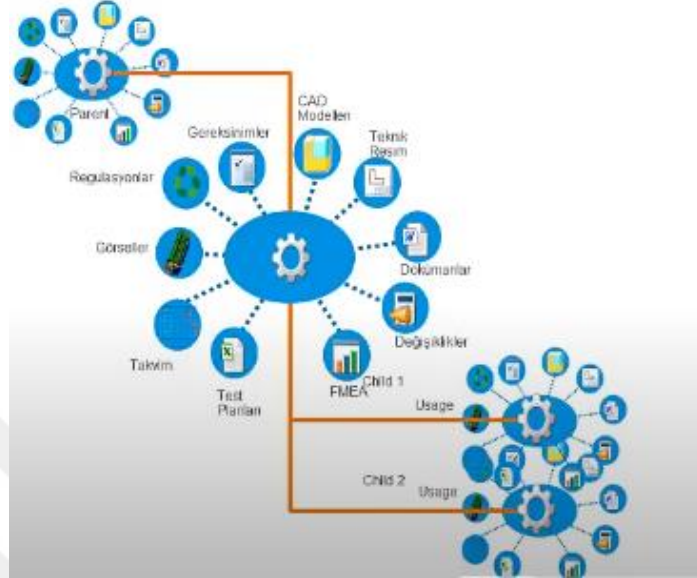 Parent
CAD
Modelleri
Gereksinimler
Teknik
Resim
Regulasyonlar
Görseller
Dokümanlar
Değişiklikler
Takvim
Test
Planları
FMEA
Child 1
Usage
Child 2
Usage